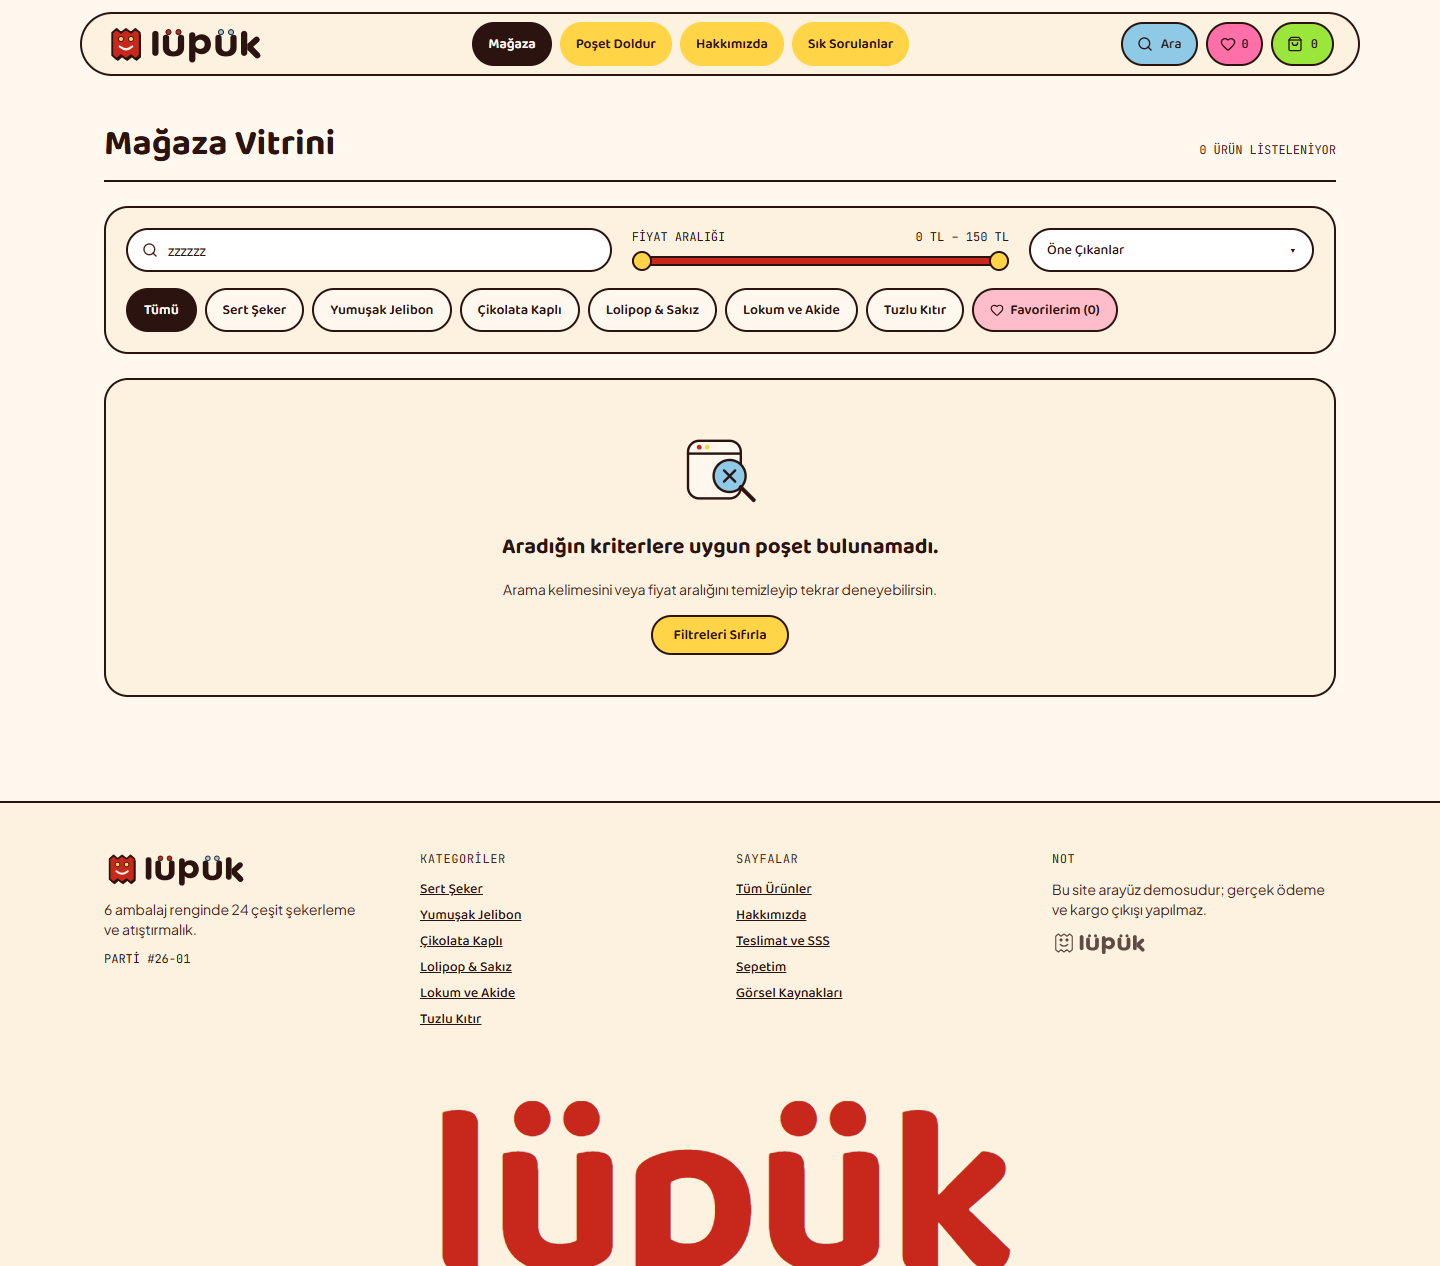 lüpük
Mağaza
Poşet Doldur
Hakkımızda
Sık Sorulanlar
Ara
0
0
Mağaza Vitrini
0 ÜRÜN LİSTELENİYOR
zzzzzz
FİYAT ARALIĞI
0 TL – 150 TL
Öne Çıkanlar
Tümü
Sert Şeker
Yumuşak Jelibon
Çikolata Kaplı
Lolipop & Sakız
Lokum ve Akide
Tuzlu Kıtır
Favorilerim (0)
Aradığın kriterlere uygun poşet bulunamadı.
Arama kelimesini veya fiyat aralığını temizleyip tekrar deneyebilirsin.
Filtreleri Sıfırla
lüpük
6 ambalaj renginde 24 çeşit şekerleme
ve atıştırmalık.
PARTİ #26-01
KATEGORİLER
Sert Şeker
Yumuşak Jelibon
Çikolata Kaplı
Lolipop & Sakız
Lokum ve Akide
Tuzlu Kıtır
SAYFALAR
Tüm Ürünler
Hakkımızda
Teslimat ve SSS
Sepetim
Görsel Kaynakları
NOT
Bu site arayüz demosudur; gerçek ödeme
ve kargo çıkışı yapılmaz.
lüpük
lüpük